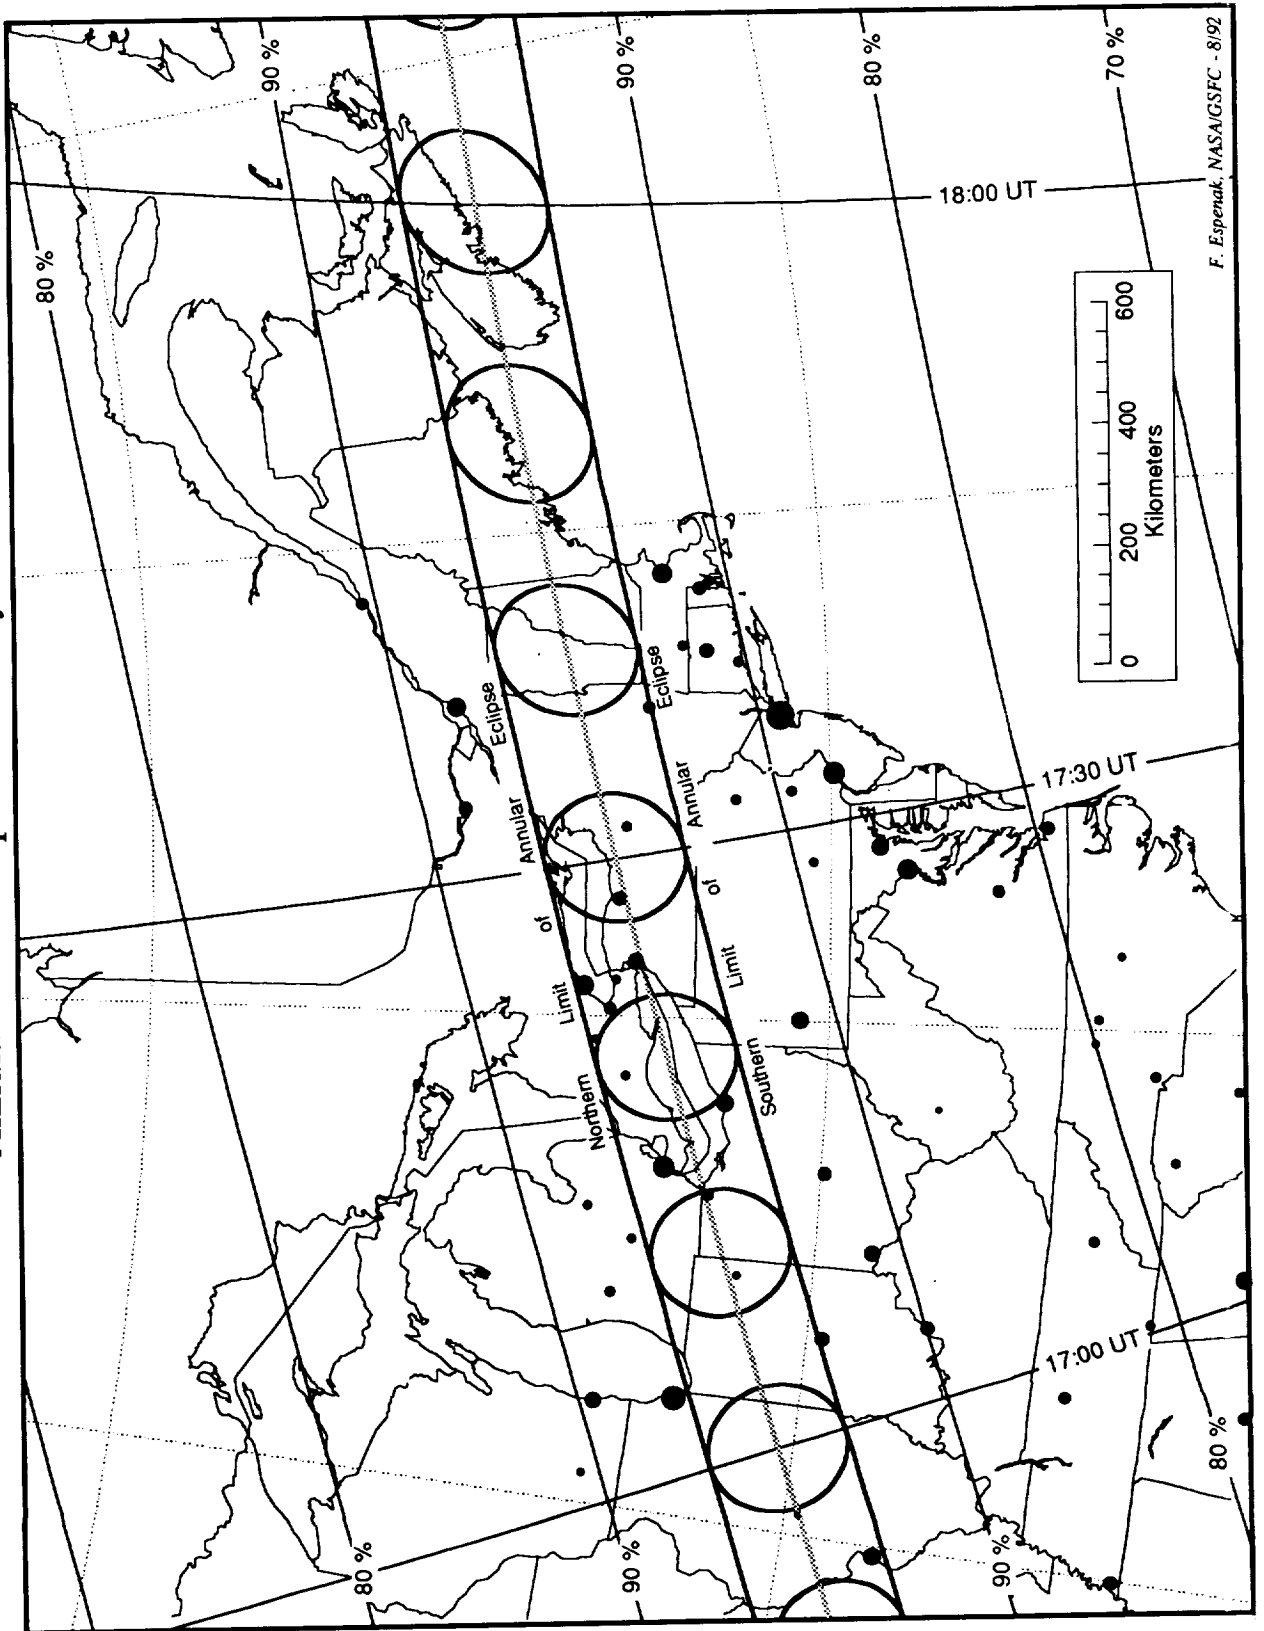 80 %
90 %
90 %
80 %
70 %
18:00 UT
17:30 UT
17:00 UT
Northern Limit of Annular Eclipse
Southern Limit of Annular Eclipse
80 %
90 %
90 %
80 %
0 200 400 600
Kilometers
F. Espenak, NASA/GSFC - 8/92